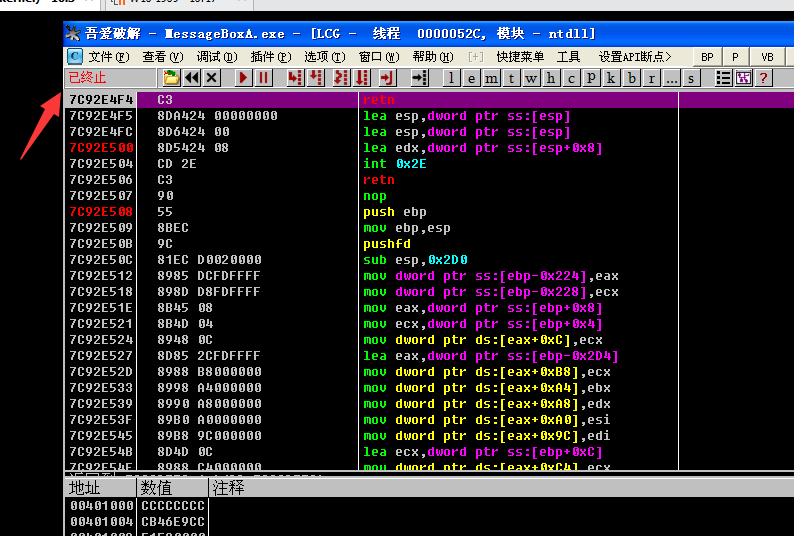 吾爱破解 - MessageBoxA.exe - [LCG - 线程 0000052C, 模块 - ntdll]
C 文件(F) 查看(V) 调试(D) 插件(P) 选项(T) 窗口(W) 帮助(H) [+] 快捷菜单 工具 设置API断点> BP P VB
已终止 l e m t w h c p k b r ... s ?
7C92E4F4 C3 retn
7C92E4F5 8DA424 00000000 lea esp,dword ptr ss:[esp]
7C92E4FC 8D6424 00 lea esp,dword ptr ss:[esp]
7C92E500 8D5424 08 lea edx,dword ptr ss:[esp+0x8]
7C92E504 CD 2E int 0x2E
7C92E506 C3 retn
7C92E507 90 nop
7C92E508 55 push ebp
7C92E509 8BEC mov ebp,esp
7C92E50B 9C pushfd
7C92E50C 81EC D0020000 sub esp,0x2D0
7C92E512 8985 DCFDFFFF mov dword ptr ss:[ebp-0x224],eax
7C92E518 898D D8FDFFFF mov dword ptr ss:[ebp-0x228],ecx
7C92E51E 8B45 08 mov eax,dword ptr ss:[ebp+0x8]
7C92E521 8B4D 04 mov ecx,dword ptr ss:[ebp+0x4]
7C92E524 8948 0C mov dword ptr ds:[eax+0xC],ecx
7C92E527 8D85 2CFDFFFF lea eax,dword ptr ss:[ebp-0x2D4]
7C92E52D 8988 B8000000 mov dword ptr ds:[eax+0xB8],ecx
7C92E533 8998 A4000000 mov dword ptr ds:[eax+0xA4],ebx
7C92E539 8990 A8000000 mov dword ptr ds:[eax+0xA8],edx
7C92E53F 89B0 A0000000 mov dword ptr ds:[eax+0xA0],esi
7C92E545 89B8 9C000000 mov dword ptr ds:[eax+0x9C],edi
7C92E54B 8D4D 0C lea ecx,dword ptr ss:[ebp+0xC]
7C92E54E 8988 C4000000 mov dword ptr ds:[eax+0xC4],ecx
地址 数值 注释
00401000 CCCCCCCC
00401004 CB46E9CC